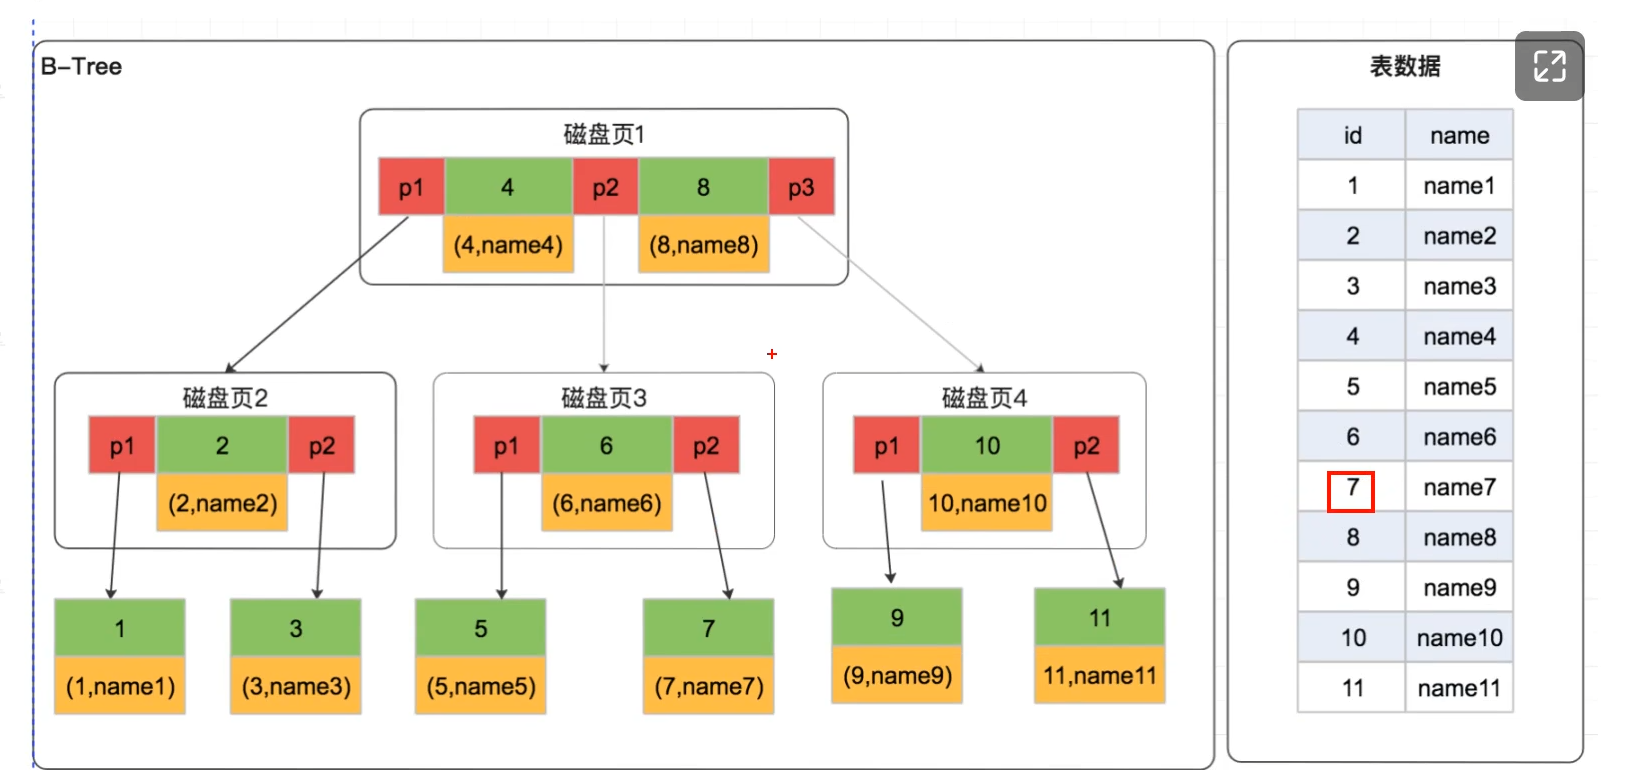 B-Tree
磁盘页1
p1 4 p2 8 p3
(4,name4) (8,name8)
磁盘页2
p1 2 p2
(2,name2)
磁盘页3
p1 6 p2
(6,name6)
磁盘页4
p1 10 p2
10,name10
1 3 5 7 9 11
(1,name1) (3,name3) (5,name5) (7,name7) (9,name9) 11,name11
表数据
id name
1 name1
2 name2
3 name3
4 name4
5 name5
6 name6
7 name7
8 name8
9 name9
10 name10
11 name11